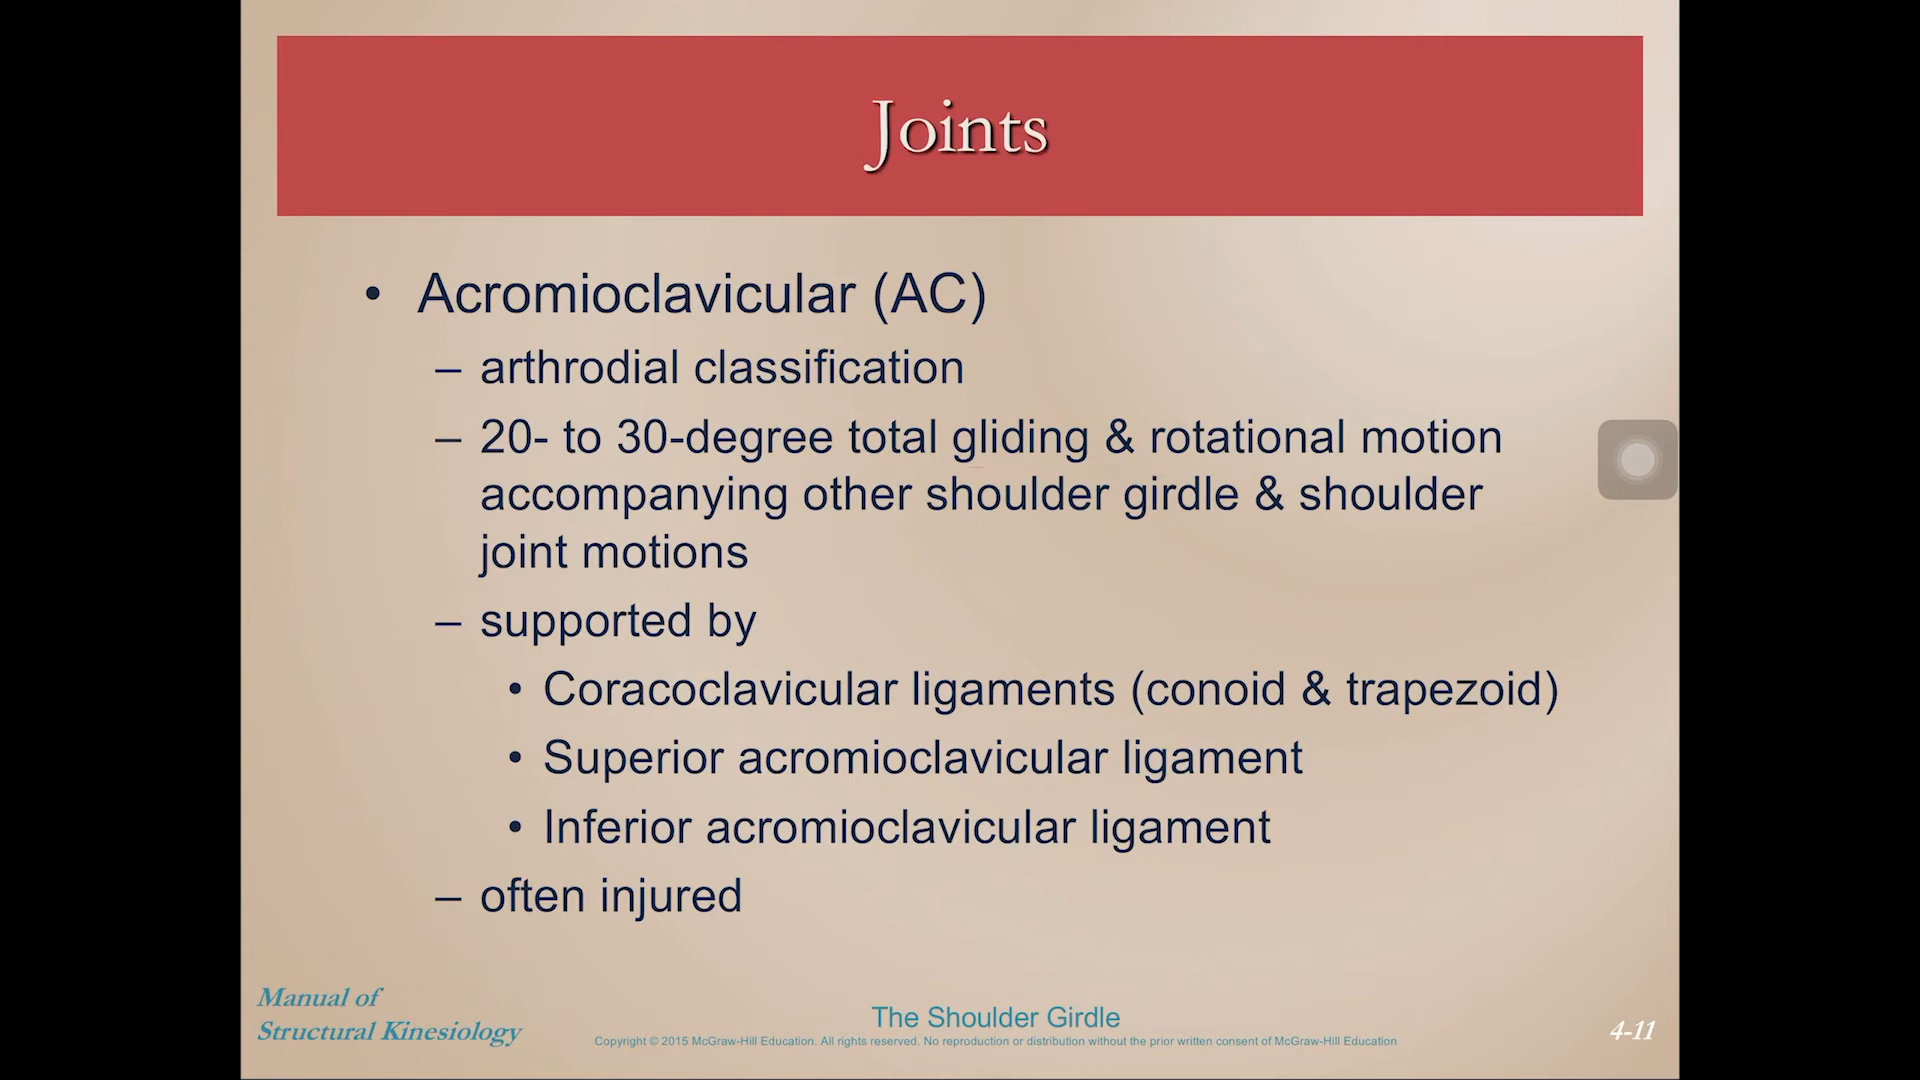 Joints
• Acromioclavicular (AC)
– arthrodial classification
– 20- to 30-degree total gliding & rotational motion
accompanying other shoulder girdle & shoulder
joint motions
– supported by
• Coracoclavicular ligaments (conoid & trapezoid)
• Superior acromioclavicular ligament
• Inferior acromioclavicular ligament
– often injured
Manual of
Structural Kinesiology
The Shoulder Girdle
Copyright © 2015 McGraw-Hill Education. All rights reserved. No reproduction or distribution without the prior written consent of McGraw-Hill Education
4-11